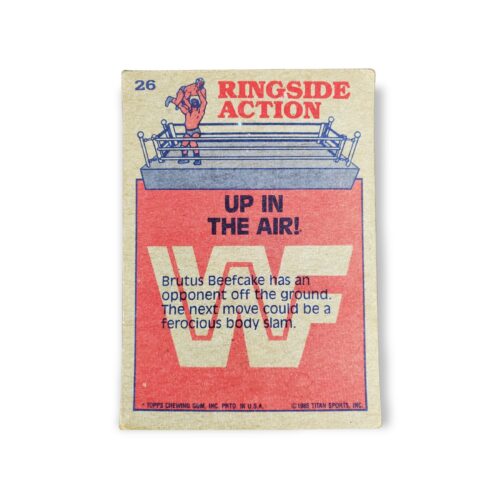 26
RINGSIDE
ACTION
UP IN
THE AIR!
WF
Brutus Beefcake has an
opponent off the ground.
The next move could be a
ferocious body slam.
* TOPPS CHEWING GUM, INC. PRTD. IN U.S.A. © 1985 TITAN SPORTS, INC.